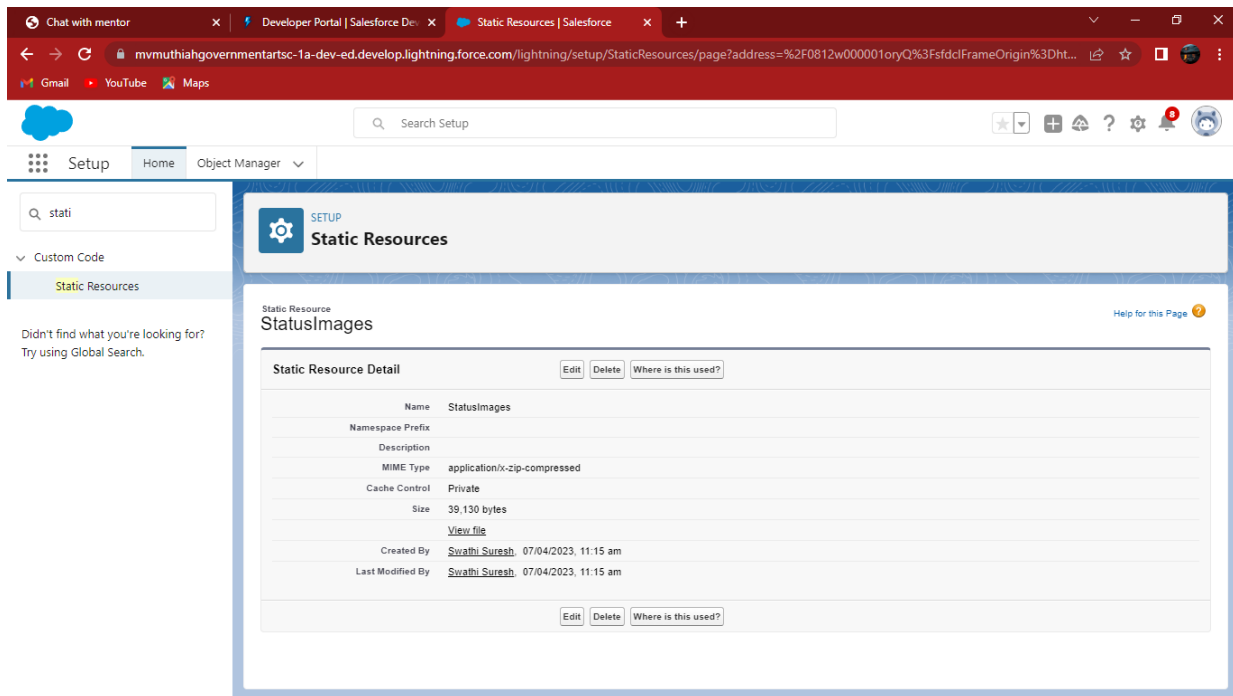 Chat with mentor
Developer Portal | Salesforce Dev
Static Resources | Salesforce
mvmuthiahgovernmentartsc-1a-dev-ed.develop.lightning.force.com/lightning/setup/StaticResources/page?address=%2F0812w000001oryQ%3FsfdcIFrameOrigin%3Dht...
Gmail YouTube Maps
Search Setup
8
Setup Home Object Manager
stati
Custom Code
Static Resources
Didn't find what you're looking for?
Try using Global Search.
SETUP
Static Resources
Static Resource
StatusImages
Help for this Page ?
Static Resource Detail Edit Delete Where is this used?
Name StatusImages
Namespace Prefix
Description
MIME Type application/x-zip-compressed
Cache Control Private
Size 39,130 bytes
View file
Created By Swathi Suresh, 07/04/2023, 11:15 am
Last Modified By Swathi Suresh, 07/04/2023, 11:15 am
Edit Delete Where is this used?